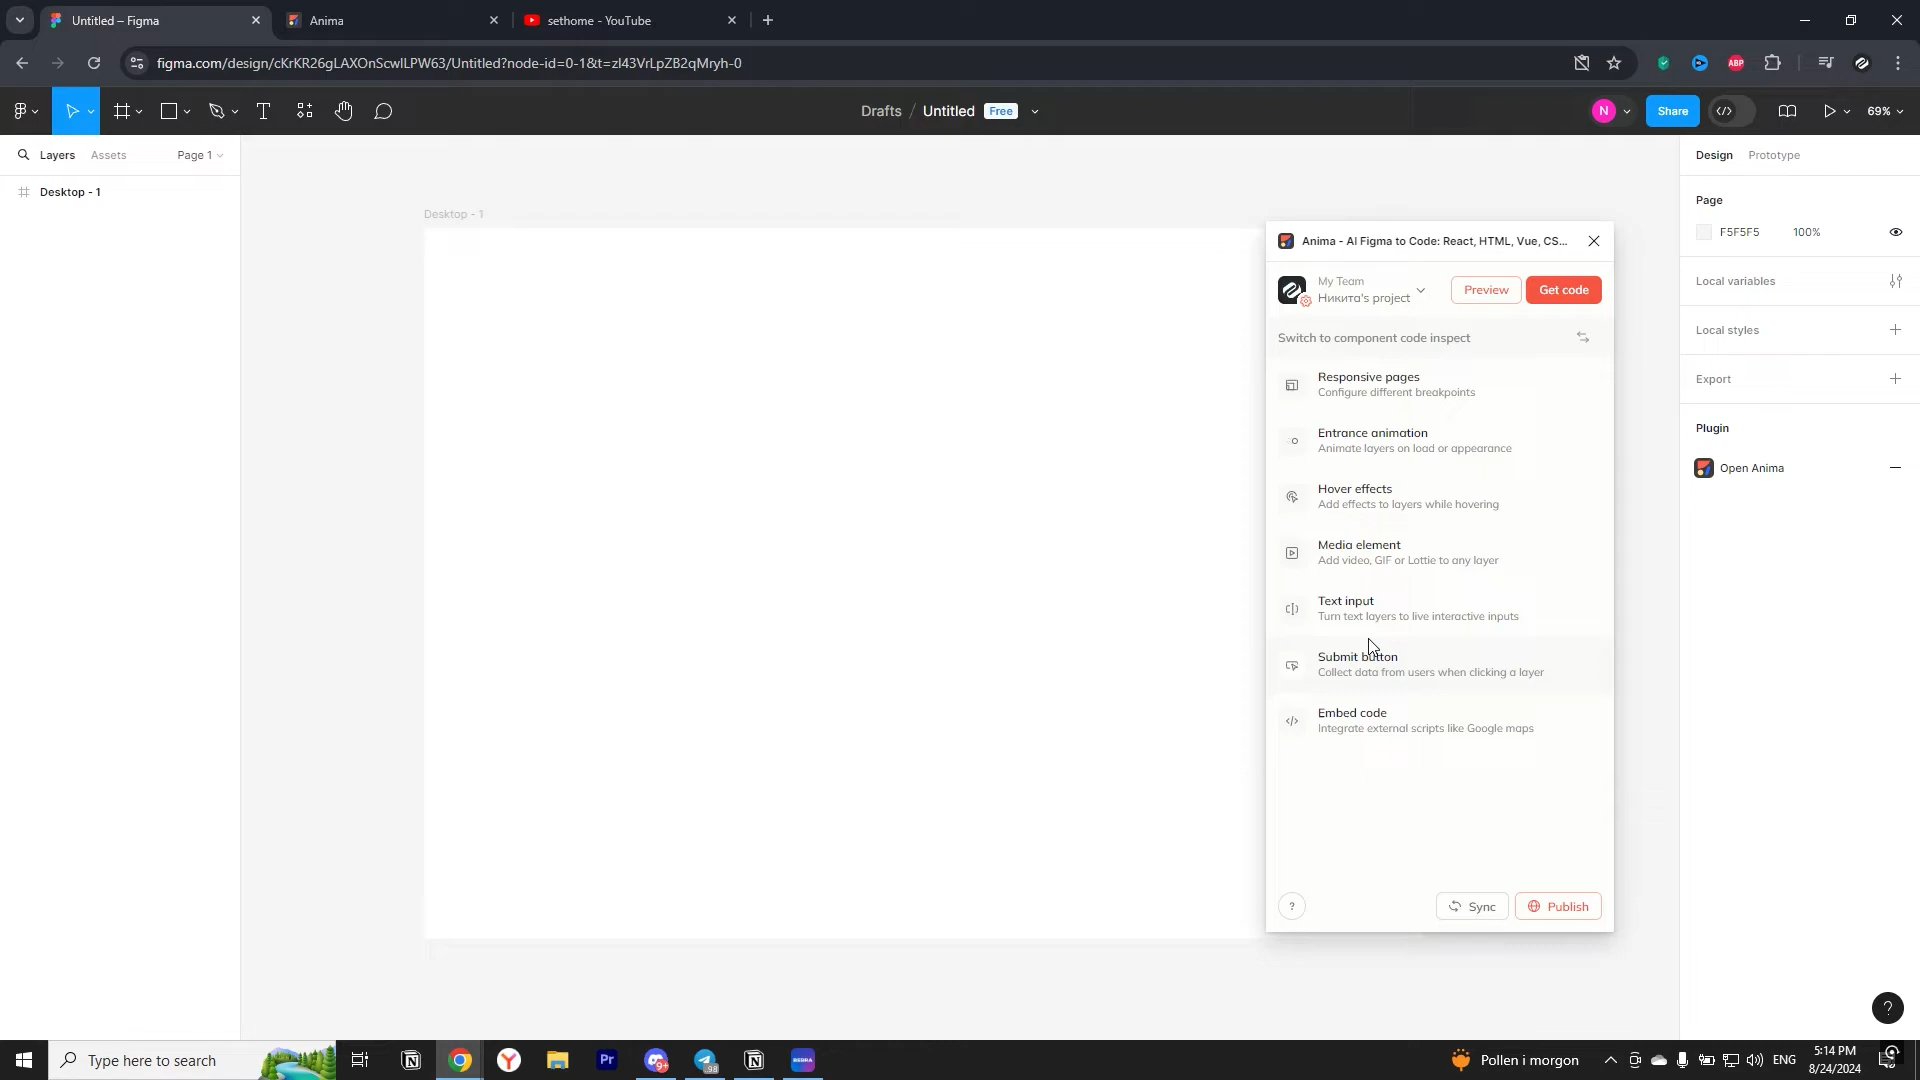 Untitled – Figma
Anima
sethome - YouTube
figma.com/design/cKrKR26gLAXOnScwlLPW63/Untitled?node-id=0-1&t=zl43VrLpZB2qMryh-0
ABP
Drafts / Untitled Free
N
Share
69%
Layers Assets Page 1
Design Prototype
Desktop - 1
Page
F5F5F5 100%
Local variables
Local styles
Export
Plugin
Open Anima
Desktop - 1
Anima - AI Figma to Code: React, HTML, Vue, CS...
My Team
Никита's project
Preview
Get code
Switch to component code inspect
Responsive pages
Configure different breakpoints
Entrance animation
Animate layers on load or appearance
Hover effects
Add effects to layers while hovering
Media element
Add video, GIF or Lottie to any layer
Text input
Turn text layers to live interactive inputs
Submit button
Collect data from users when clicking a layer
Embed code
Integrate external scripts like Google maps
?
Sync
Publish
?
Type here to search
Pr
9+
98
BEBRA
Pollen i morgon
ENG
5:14 PM
8/24/2024